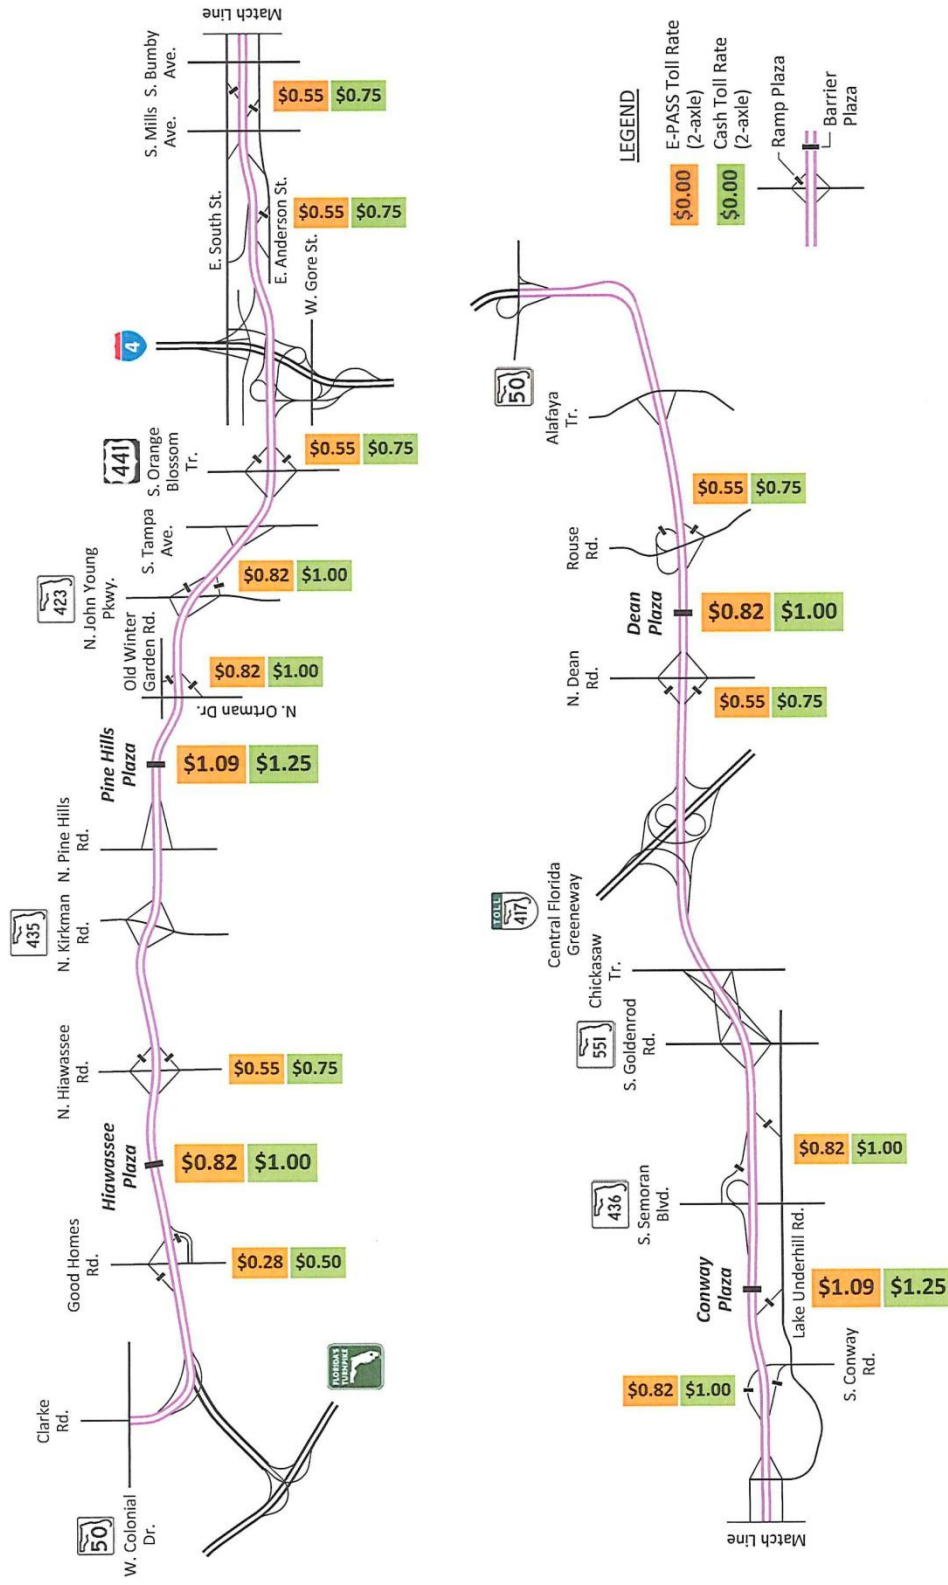 50
W. Colonial
Dr.
Clarke
Rd.
FLORIDA'S
TURNPIKE
Good Homes
Rd.
$0.28 $0.50
Hiawassee
Plaza
$0.82 $1.00
N. Hiawassee
Rd.
$0.55 $0.75
435
N. Kirkman
Rd.
N. Pine Hills
Rd.
Pine Hills
Plaza
$1.09 $1.25
Old Winter
Garden Rd.
N. Ortman Dr.
$0.82 $1.00
423
N. John Young
Pkwy.
$0.82 $1.00
S. Tampa
Ave.
441
S. Orange
Blossom
Tr.
$0.55 $0.75
4
W. Gore St.
E. South St.
E. Anderson St.
$0.55 $0.75
S. Mills
Ave.
S. Bumby
Ave.
$0.55 $0.75
Match Line
Match Line
$0.82 $1.00
S. Conway
Rd.
Conway
Plaza
$1.09 $1.25
Lake Underhill Rd.
436
S. Semoran
Blvd.
$0.82 $1.00
551
S. Goldenrod
Rd.
Chickasaw
Tr.
TOLL
417
Central Florida
Greeneway
N. Dean
Rd.
$0.55 $0.75
Dean
Plaza
$0.82 $1.00
Rouse
Rd.
$0.55 $0.75
Alafaya
Tr.
50
LEGEND
$0.00 E-PASS Toll Rate
(2-axle)
$0.00 Cash Toll Rate
(2-axle)
Ramp Plaza
Barrier
Plaza